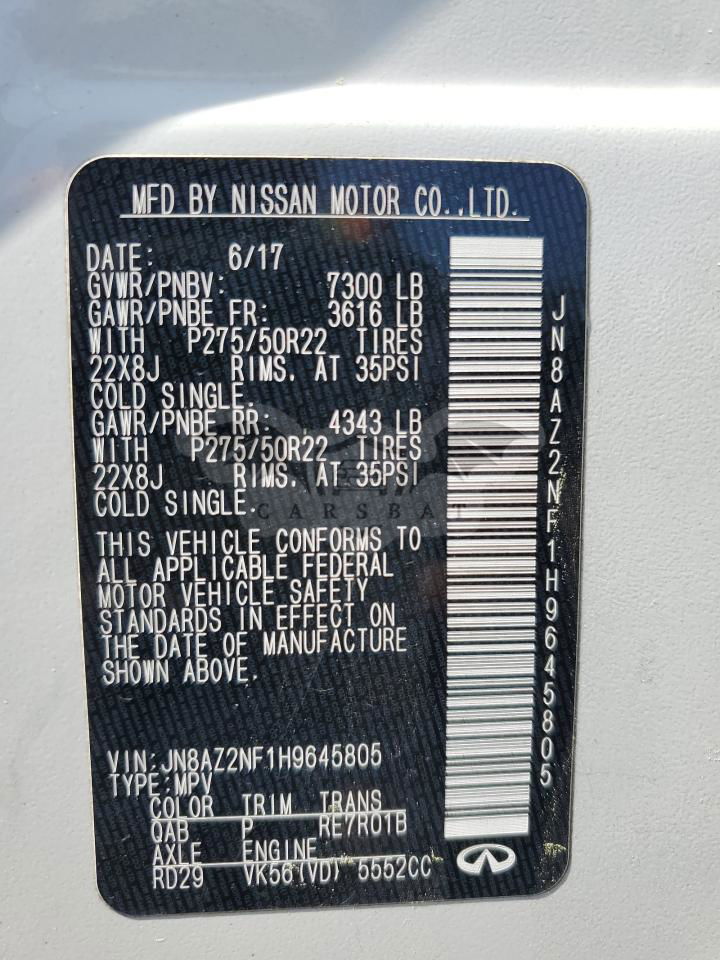 MFD BY NISSAN MOTOR CO.,LTD.
DATE: 6/17
GVWR/PNBV: 7300 LB
GAWR/PNBE FR: 3616 LB
WITH P275/50R22 TIRES
22X8J RIMS. AT 35PSI
COLD SINGLE.
GAWR/PNBE RR: 4343 LB
WITH P275/50R22 TIRES
22X8J RIMS. AT 35PSI
COLD SINGLE.
CARSBAT
THIS VEHICLE CONFORMS TO
ALL APPLICABLE FEDERAL
MOTOR VEHICLE SAFETY
STANDARDS IN EFFECT ON
THE DATE OF MANUFACTURE
SHOWN ABOVE.
JN8AZ2NF1H9645805
VIN:JN8AZ2NF1H9645805
TYPE:MPV
COLOR TRIM TRANS
QAB P RE7R01B
AXLE ENGINE
RD29 VK56(VD) 5552CC